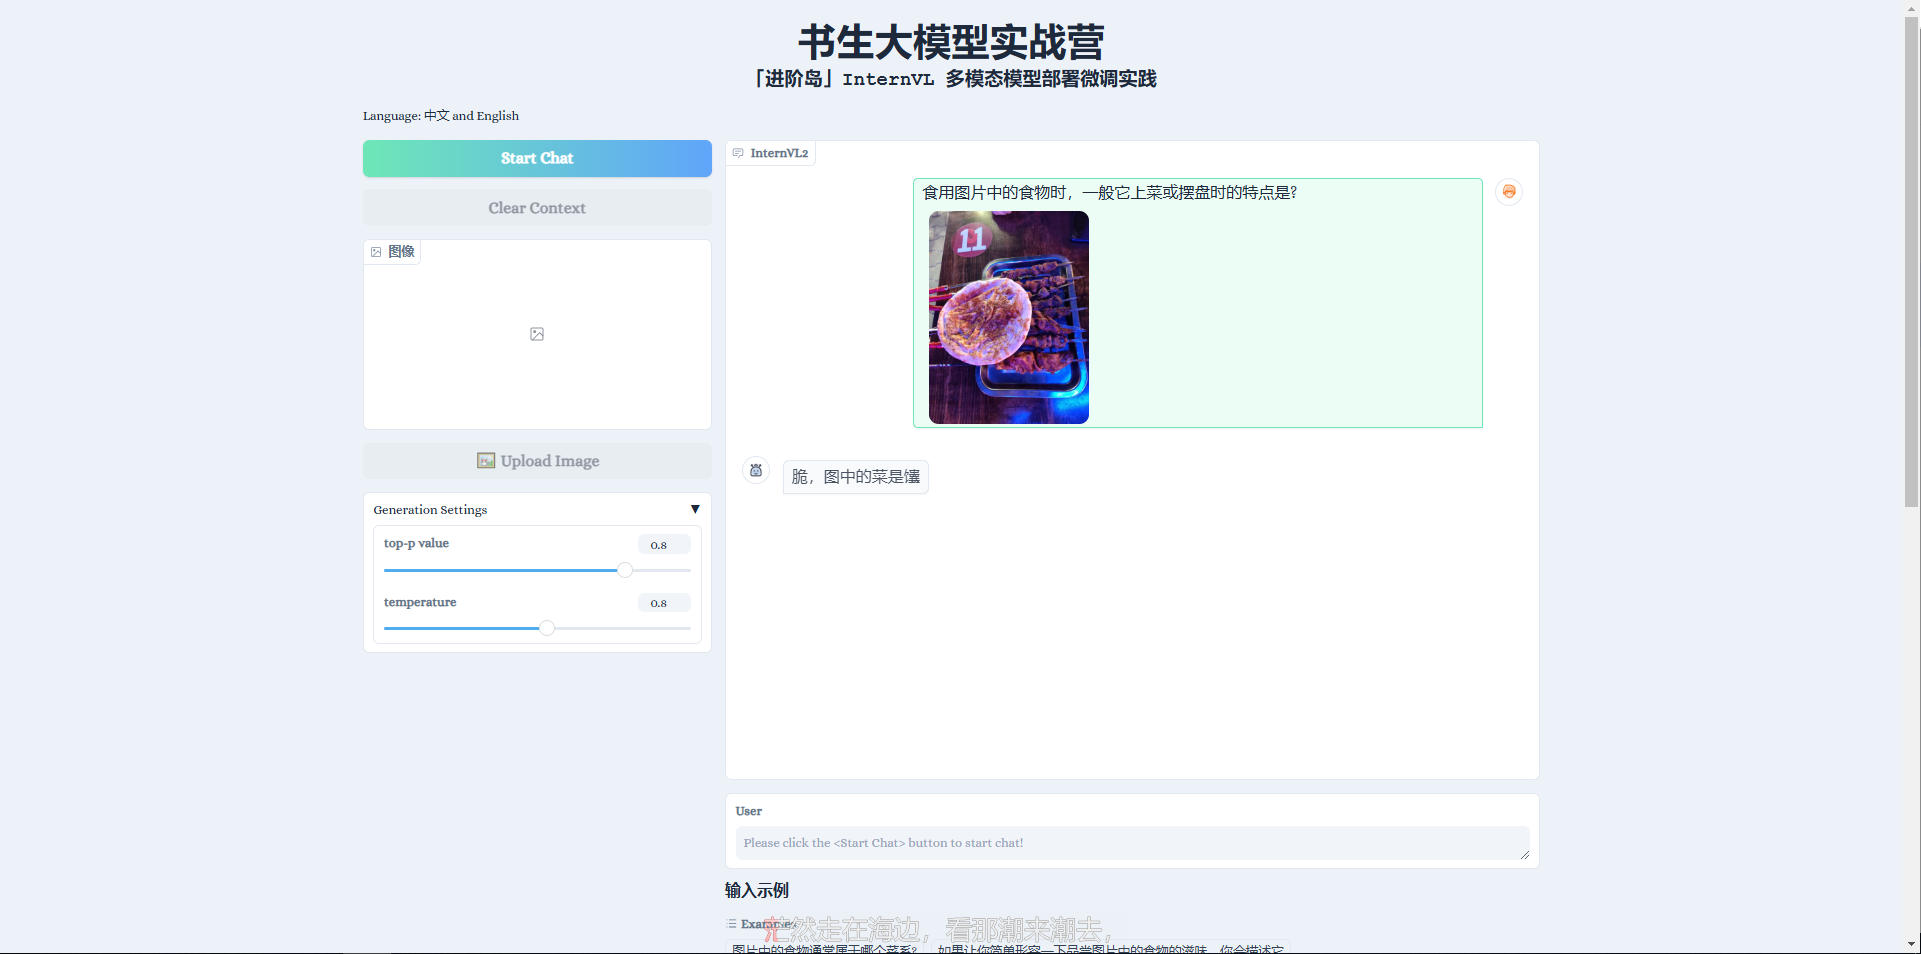 书生大模型实战营
「进阶岛」InternVL 多模态模型部署微调实践
Language: 中文 and English
Start Chat
Clear Context
图像
Upload Image
Generation Settings ▼
top-p value 0.8
temperature 0.8
InternVL2
食用图片中的食物时，一般它上菜或摆盘时的特点是?
11
脆，图中的菜是馕
User
Please click the <Start Chat> button to start chat!
输入示例
Examples
茫然走在海边，看那潮来潮去，
图片中的食物通常属于哪个菜系?
如果让你简单形容一下品尝图片中的食物的滋味，你会描述它